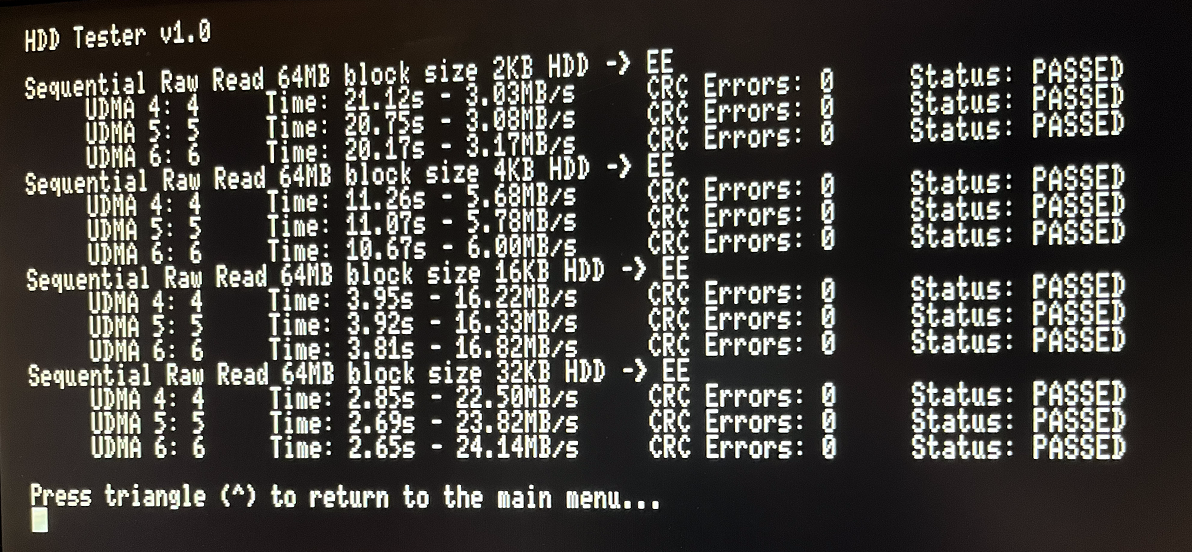 HDD Tester v1.0
Sequential Raw Read 64MB block size 2KB HDD -> EE
UDMA 4: 4 Time: 21.12s - 3.03MB/s CRC Errors: 0 Status: PASSED
UDMA 5: 5 Time: 20.75s - 3.08MB/s CRC Errors: 0 Status: PASSED
UDMA 6: 6 Time: 20.17s - 3.17MB/s CRC Errors: 0 Status: PASSED
Sequential Raw Read 64MB block size 4KB HDD -> EE
UDMA 4: 4 Time: 11.26s - 5.68MB/s CRC Errors: 0 Status: PASSED
UDMA 5: 5 Time: 11.07s - 5.78MB/s CRC Errors: 0 Status: PASSED
UDMA 6: 6 Time: 10.67s - 6.00MB/s CRC Errors: 0 Status: PASSED
Sequential Raw Read 64MB block size 16KB HDD -> EE
UDMA 4: 4 Time: 3.95s - 16.22MB/s CRC Errors: 0 Status: PASSED
UDMA 5: 5 Time: 3.92s - 16.33MB/s CRC Errors: 0 Status: PASSED
UDMA 6: 6 Time: 3.81s - 16.82MB/s CRC Errors: 0 Status: PASSED
Sequential Raw Read 64MB block size 32KB HDD -> EE
UDMA 4: 4 Time: 2.85s - 22.50MB/s CRC Errors: 0 Status: PASSED
UDMA 5: 5 Time: 2.69s - 23.82MB/s CRC Errors: 0 Status: PASSED
UDMA 6: 6 Time: 2.65s - 24.14MB/s CRC Errors: 0 Status: PASSED
Press triangle (^) to return to the main menu...